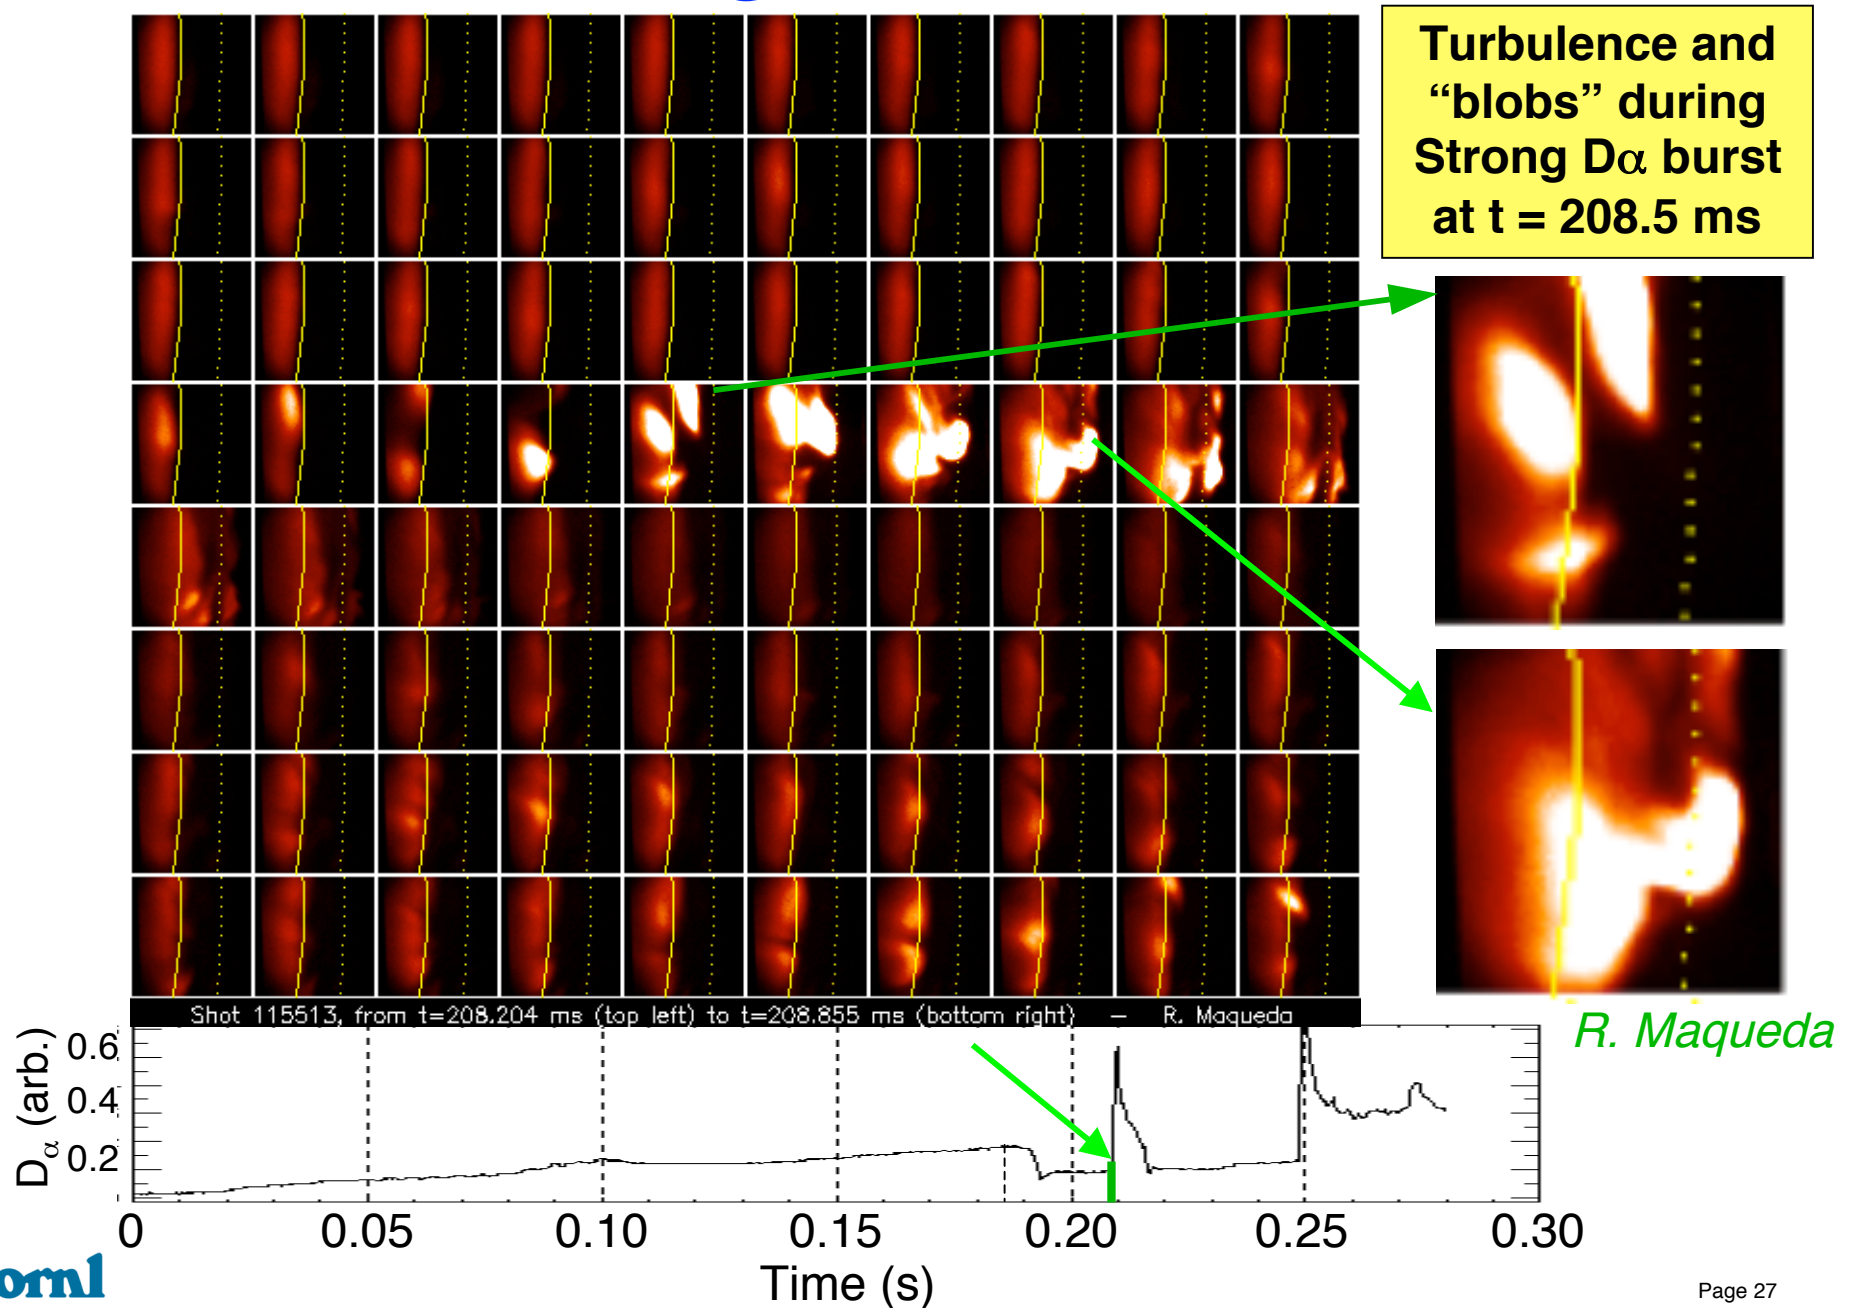 Turbulence and
“blobs” during
Strong Dα burst
at t = 208.5 ms
Shot 115513, from t=208.204 ms (top left) to t=208.855 ms (bottom right) – R. Maqueda
R. Maqueda
Dα (arb.)
0.6
0.4
0.2
0 0.05 0.10 0.15 0.20 0.25 0.30
Time (s)
ornl
Page 27